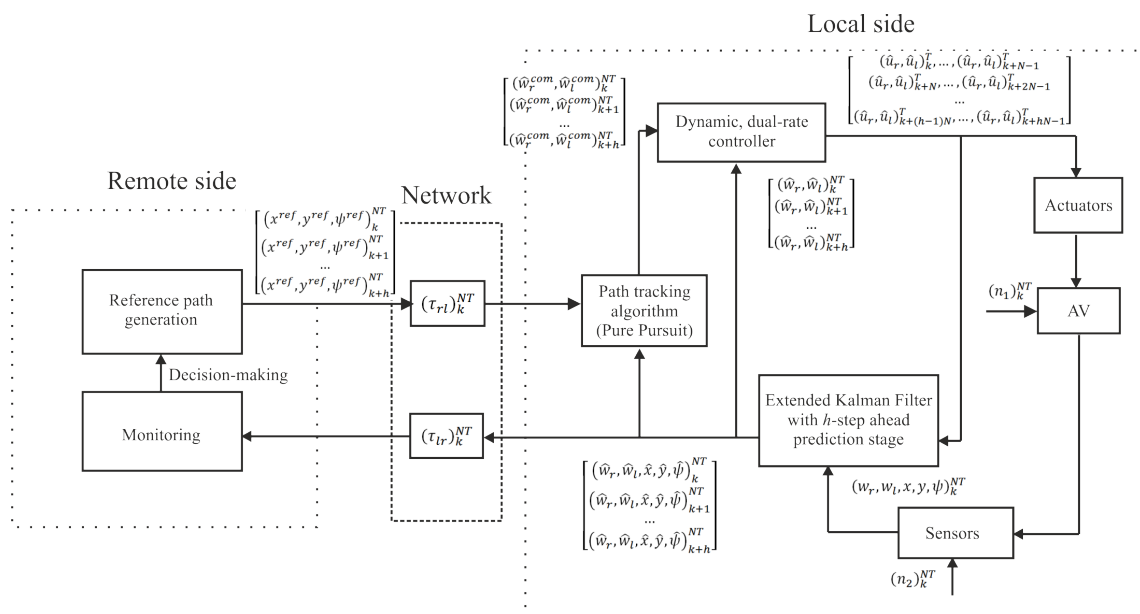 Local side
[(û_r, û_l)^T_k, …, (û_r, û_l)^T_{k+N−1}
(û_r, û_l)^T_{k+N}, …, (û_r, û_l)^T_{k+2N−1}
…
(û_r, û_l)^T_{k+(h−1)N}, …, (û_r, û_l)^T_{k+hN−1}]
[(ŵ_r^{com}, ŵ_l^{com})^{NT}_k
(ŵ_r^{com}, ŵ_l^{com})^{NT}_{k+1}
…
(ŵ_r^{com}, ŵ_l^{com})^{NT}_{k+h}]
Dynamic, dual-rate
controller
[(ŵ_r, ŵ_l)^{NT}_k
(ŵ_r, ŵ_l)^{NT}_{k+1}
…
(ŵ_r, ŵ_l)^{NT}_{k+h}]
Actuators
Remote side
Network
[(x^{ref}, y^{ref}, ψ^{ref})^{NT}_k
(x^{ref}, y^{ref}, ψ^{ref})^{NT}_{k+1}
…
(x^{ref}, y^{ref}, ψ^{ref})^{NT}_{k+h}]
Reference path
generation
(τ_{rl})^{NT}_k
Path tracking
algorithm
(Pure Pursuit)
(n_1)^{NT}_k
AV
Decision-making
Monitoring
(τ_{lr})^{NT}_k
Extended Kalman Filter
with h-step ahead
prediction stage
[(ŵ_r, ŵ_l, x̂, ŷ, ψ̂)^{NT}_k
(ŵ_r, ŵ_l, x̂, ŷ, ψ̂)^{NT}_{k+1}
…
(ŵ_r, ŵ_l, x̂, ŷ, ψ̂)^{NT}_{k+h}]
(w_r, w_l, x, y, ψ)^{NT}_k
Sensors
(n_2)^{NT}_k